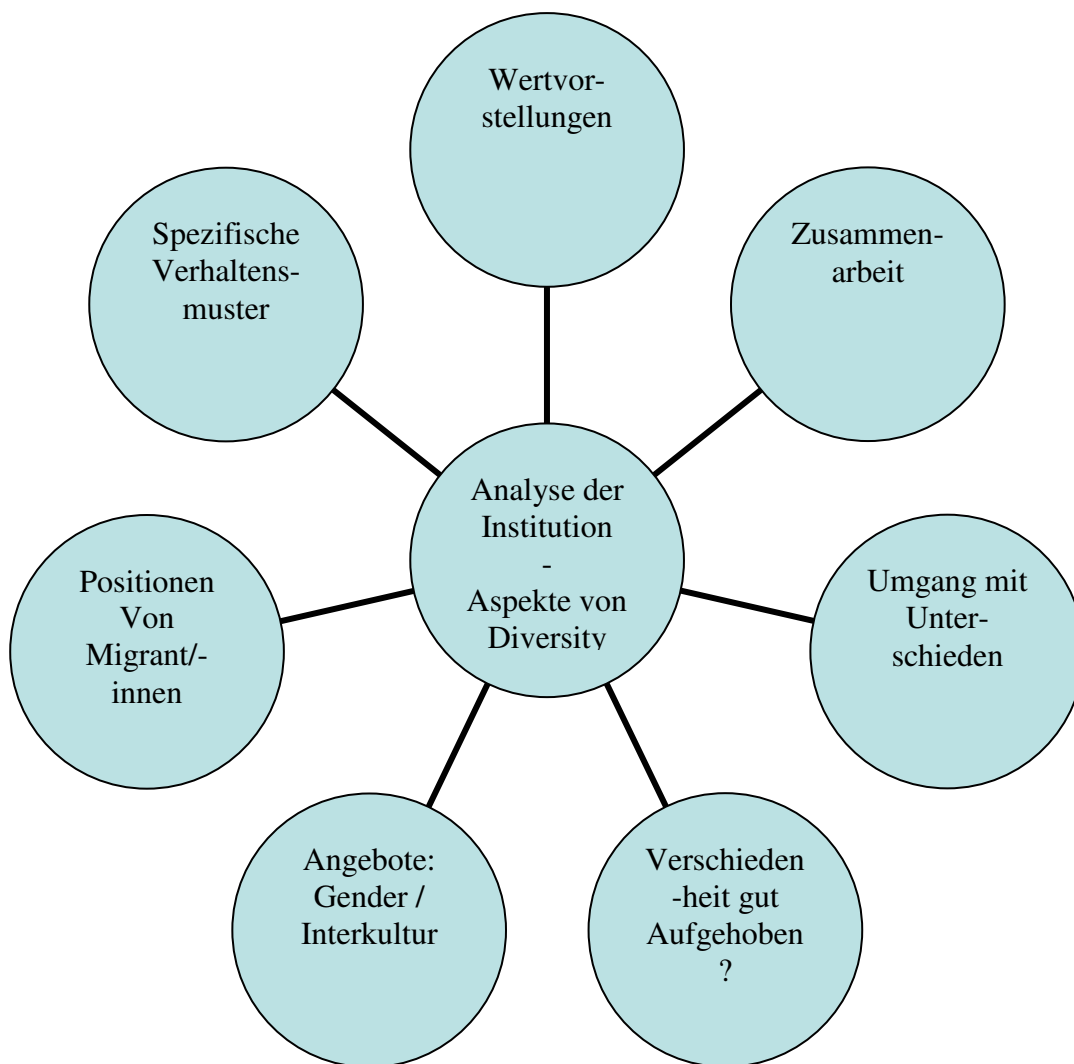 Wertvor-
stellungen
Zusammen-
arbeit
Umgang mit
Unter-
schieden
Verschieden
-heit gut
Aufgehoben
?
Angebote:
Gender /
Interkultur
Positionen
Von
Migrant/-
innen
Spezifische
Verhaltens-
muster
Analyse der
Institution
-
Aspekte von
Diversity